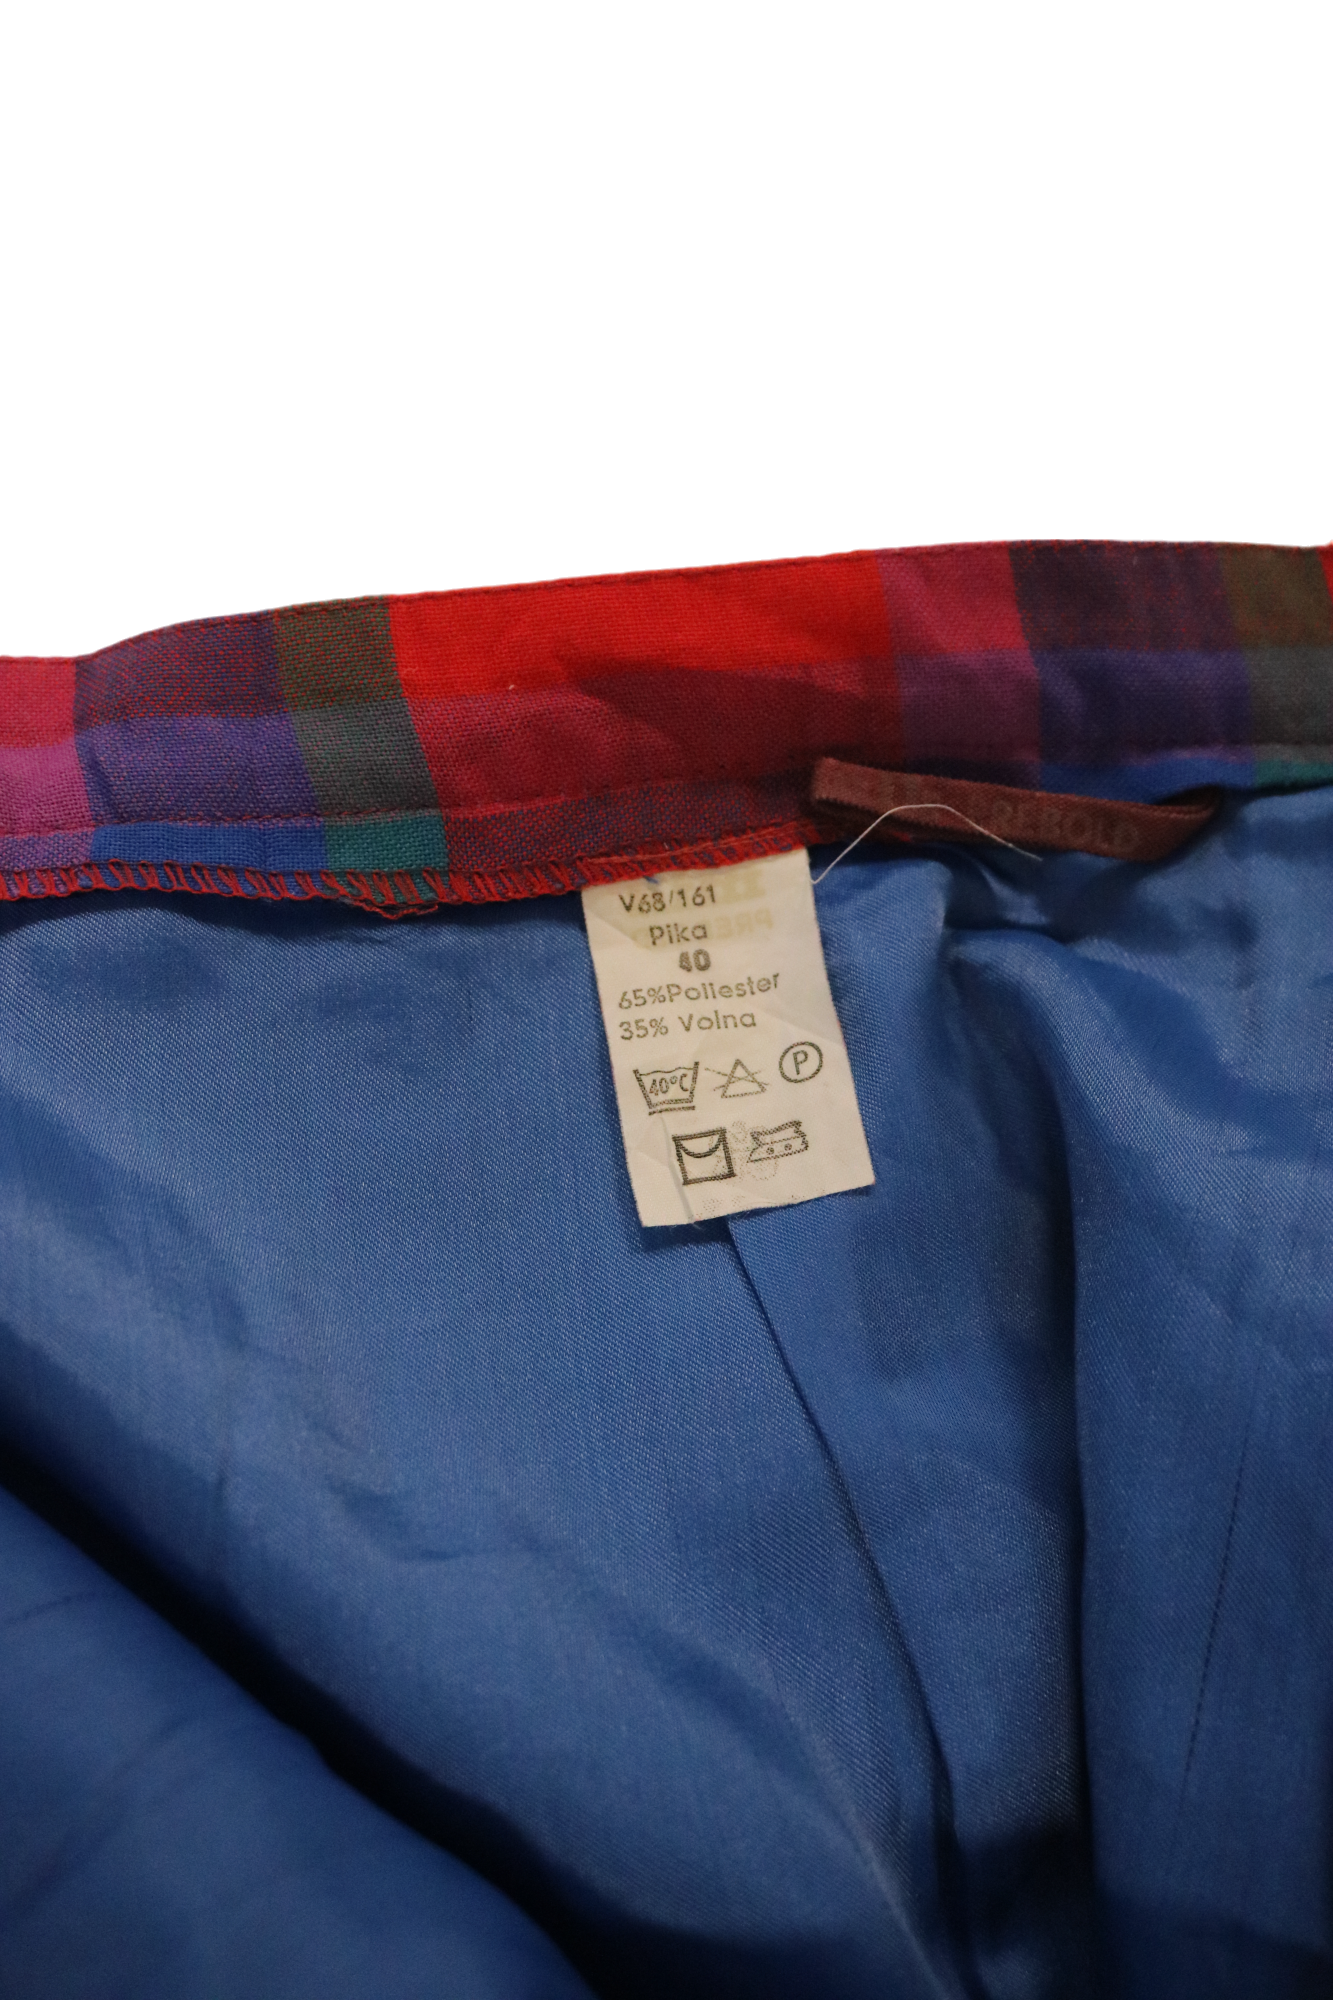 V68/161
Pika
40
65%Poliester
35% Volna
40°C
P